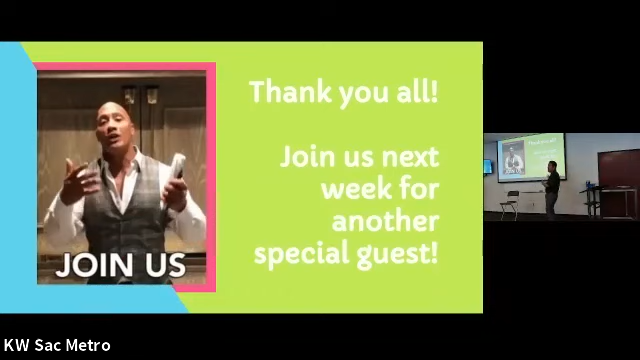 Thank you all!
Join us next
week for
another
special guest!
JOIN US
KW Sac Metro